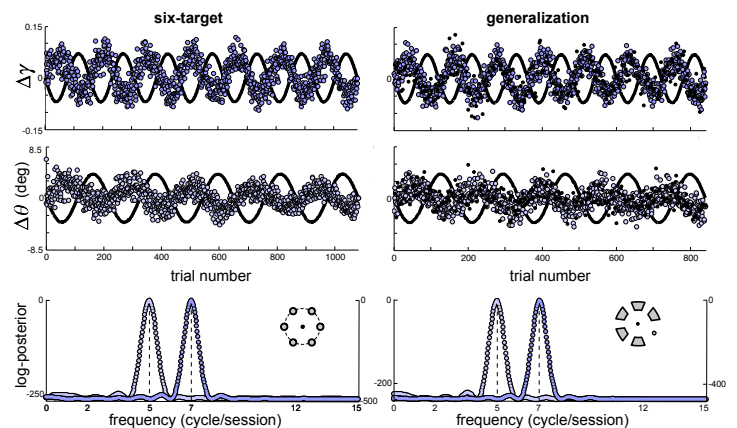 six-target
generalization
0.15
Δγ
0
-0.15
8.5
Δθ (deg)
0
0
-8.5
0 200 400 600 800 1000
0 200 400 600 800
trial number
trial number
0
0
0
0
log-posterior
-250
-500
-200
-400
0 2 5 7 12 15
0 2 5 7 12 15
frequency (cycle/session)
frequency (cycle/session)